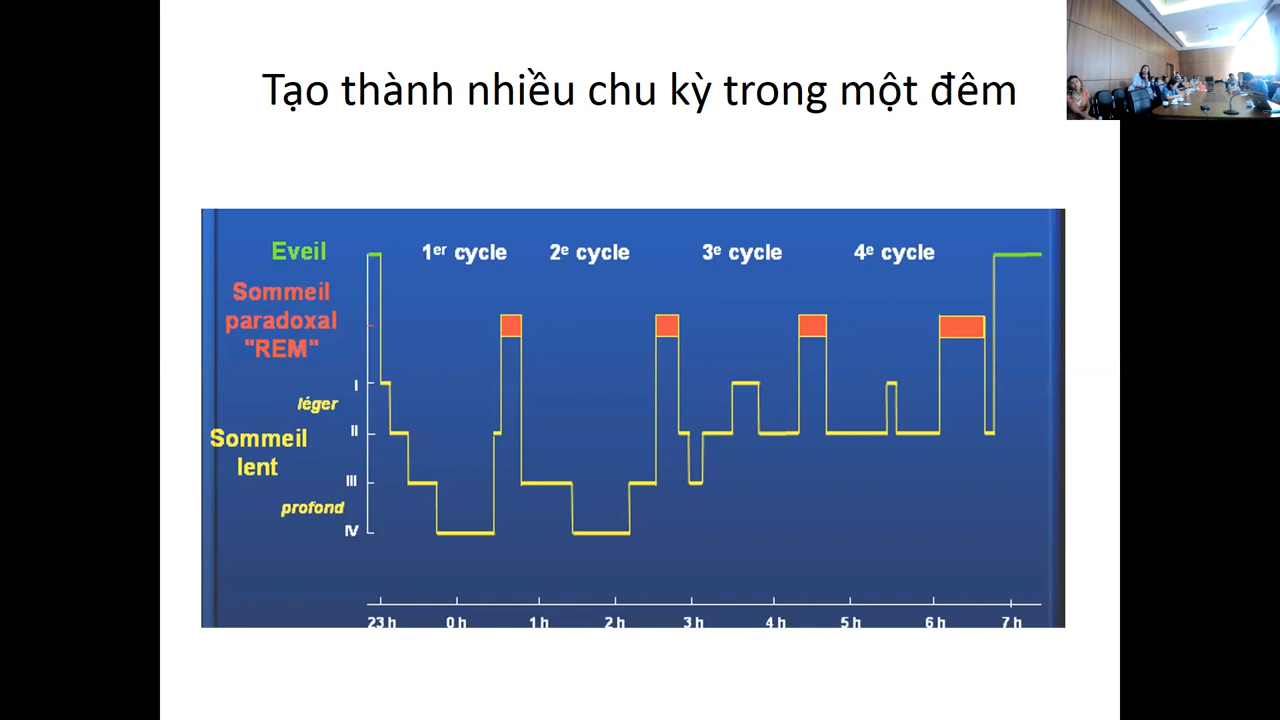 Tạo thành nhiều chu kỳ trong một đêm
Eveil
1er cycle
2e cycle
3e cycle
4e cycle
Sommeil
paradoxal
"REM"
I
léger
II
Sommeil
lent
III
profond
IV
23 h
0 h
1 h
2 h
3 h
4 h
5 h
6 h
7 h